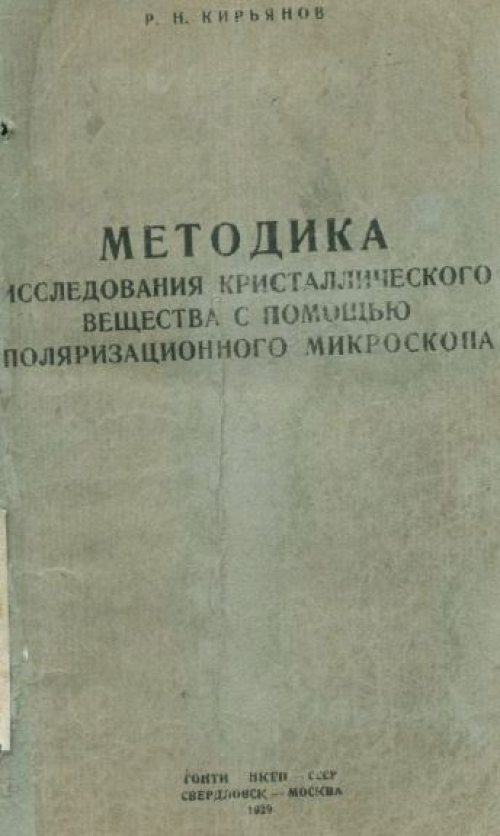 Р. Н. КИРЬЯНОВ
МЕТОДИКА
ИССЛЕДОВАНИЯ КРИСТАЛЛИЧЕСКОГО
ВЕЩЕСТВА С ПОМОЩЬЮ
ПОЛЯРИЗАЦИОННОГО МИКРОСКОПА
ГОНТИ НКТП СССР
СВЕРДЛОВСК — МОСКВА